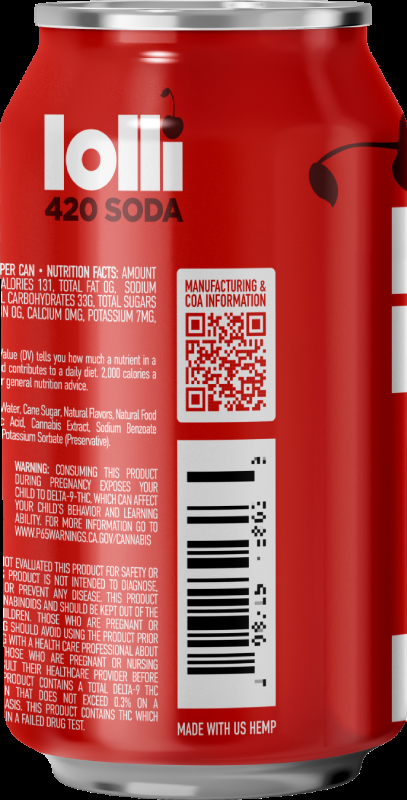 lolli
420 SODA
PER CAN • NUTRITION FACTS: AMOUNT
CALORIES 131, TOTAL FAT 0G, SODIUM
CARBOHYDRATES 33G, TOTAL SUGARS
0G, CALCIUM 0MG, POTASSIUM 7MG,
Value (DV) tells you how much a nutrient in a
contributes to a daily diet. 2,000 calories a
general nutrition advice.
Water, Cane Sugar, Natural Flavors, Natural Food
Acid, Cannabis Extract, Sodium Benzoate
Potassium Sorbate (Preservative).
WARNING: CONSUMING THIS PRODUCT
DURING PREGNANCY EXPOSES YOUR
CHILD TO DELTA-9-THC, WHICH CAN AFFECT
YOUR CHILD'S BEHAVIOR AND LEARNING
ABILITY. FOR MORE INFORMATION GO TO
WWW.P65WARNINGS.CA.GOV/CANNABIS
NOT EVALUATED THIS PRODUCT FOR SAFETY OR
PRODUCT IS NOT INTENDED TO DIAGNOSE,
OR PREVENT ANY DISEASE. THIS PRODUCT
CANNABINOIDS AND SHOULD BE KEPT OUT OF THE
CHILDREN. THOSE WHO ARE PREGNANT OR
SHOULD AVOID USING THE PRODUCT PRIOR
WITH A HEALTH CARE PROFESSIONAL ABOUT
THOSE WHO ARE PREGNANT OR NURSING
THEIR HEALTHCARE PROVIDER BEFORE
PRODUCT CONTAINS A TOTAL DELTA-9 THC
THAT DOES NOT EXCEED 0.3% ON A
BASIS. THIS PRODUCT CONTAINS THC WHICH
IN A FAILED DRUG TEST.
MANUFACTURING &
COA INFORMATION
MADE WITH US HEMP